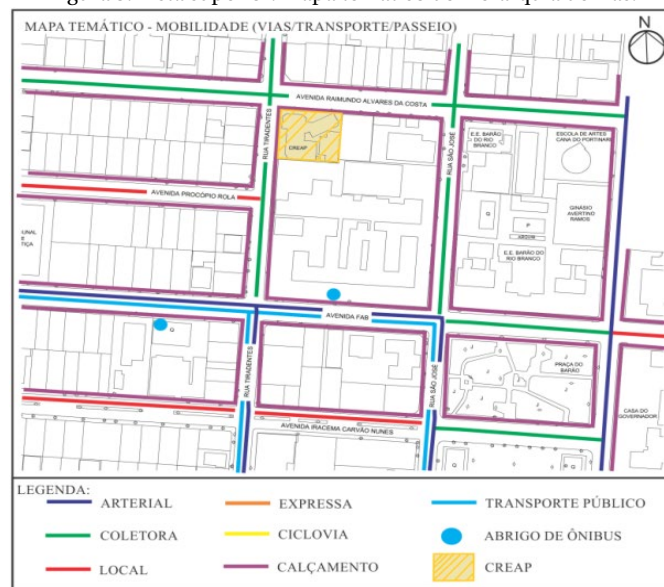 MAPA TEMÁTICO - MOBILIDADE (VIAS/TRANSPORTE/PASSEIO)
N
AVENIDA RAIMUNDO ALVARES DA COSTA
RUA TIRADENTES
RUA SÃO JOSÉ
CREAP
E.E. BARÃO
DO RIO
BRANCO
ESCOLA DE ARTES
CANA DO PORTINARI
AVENIDA PROCÓPIO ROLA
GINÁSIO
AVERTINO
RAMOS
E.E. BARÃO DO
RIO BRANCO
AVENIDA FAB
RUA TIRADENTES
RUA SÃO JOSÉ
PRAÇA DO
BARÃO
CASA DO
GOVERNADOR
AVENIDA IRACEMA CARVÃO NUNES
LEGENDA:
ARTERIAL
EXPRESSA
TRANSPORTE PÚBLICO
COLETORA
CICLOVIA
ABRIGO DE ÔNIBUS
LOCAL
CALÇAMENTO
CREAP